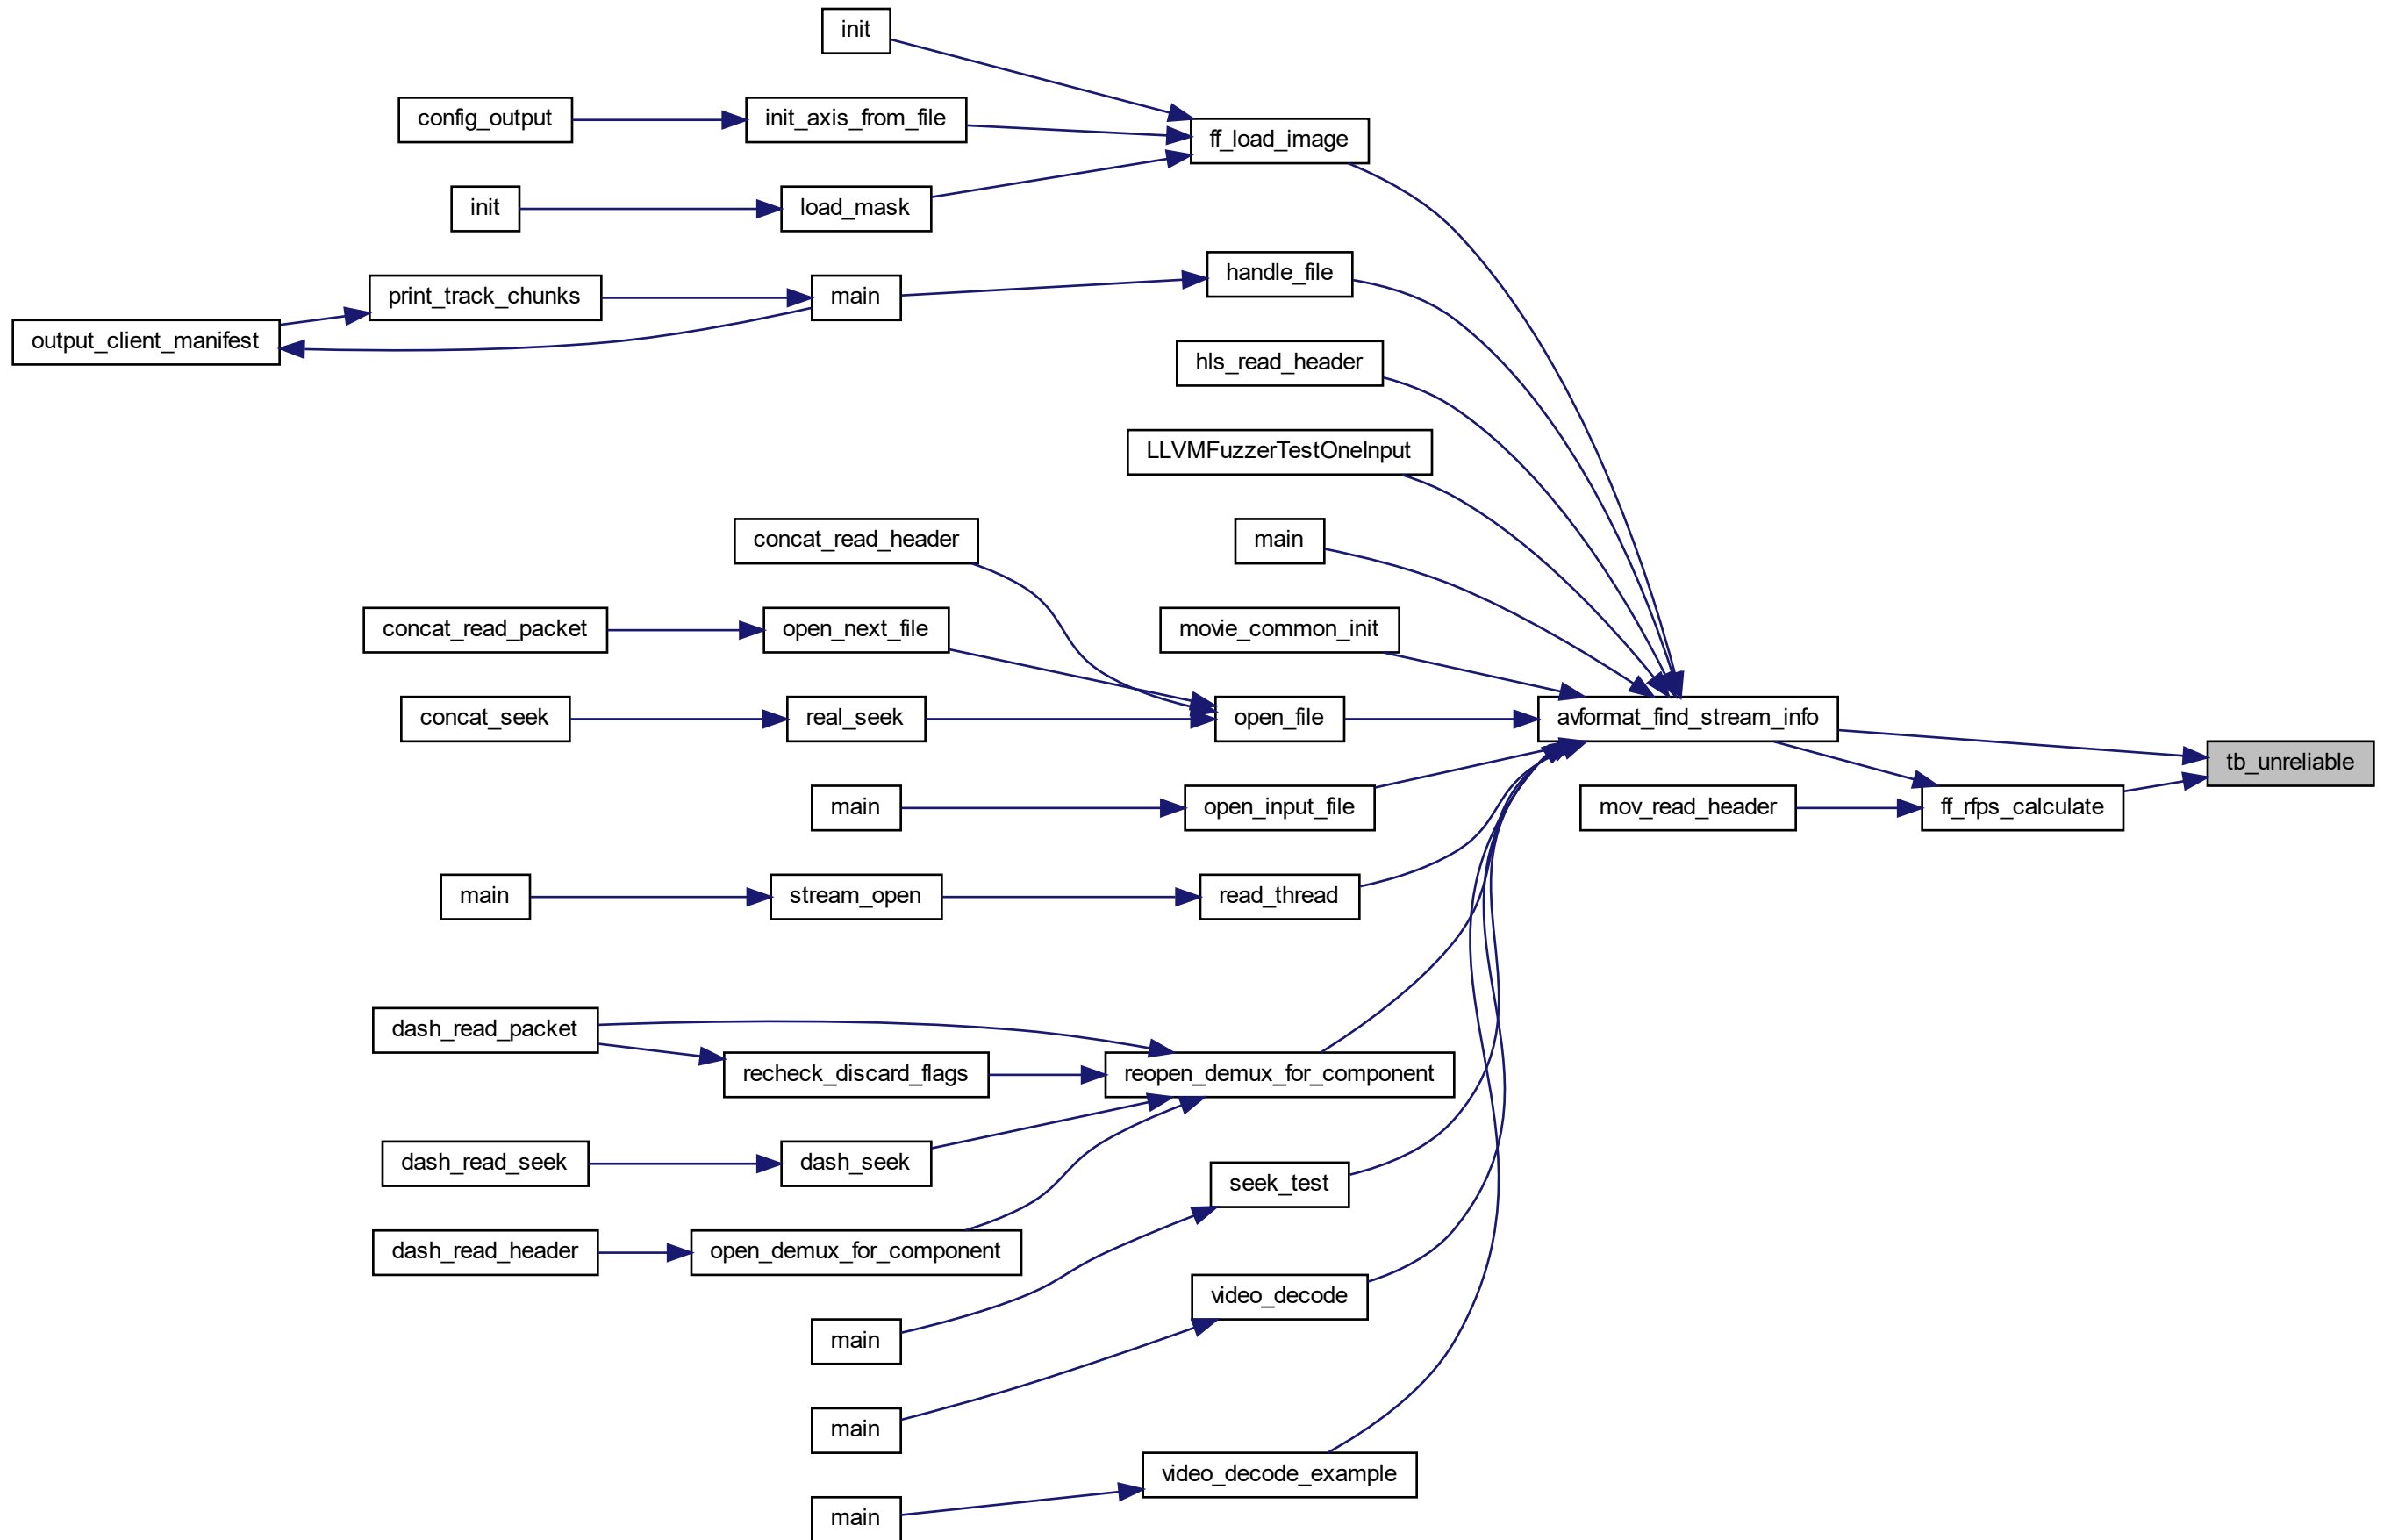 init
config_output
init_axis_from_file
ff_load_image
init
load_mask
handle_file
print_track_chunks
main
output_client_manifest
hls_read_header
LLVMFuzzerTestOneInput
concat_read_header
main
concat_read_packet
open_next_file
movie_common_init
concat_seek
real_seek
open_file
avformat_find_stream_info
tb_unreliable
main
open_input_file
mov_read_header
ff_rfps_calculate
main
stream_open
read_thread
dash_read_packet
recheck_discard_flags
reopen_demux_for_component
dash_read_seek
dash_seek
seek_test
dash_read_header
open_demux_for_component
video_decode
main
main
video_decode_example
main